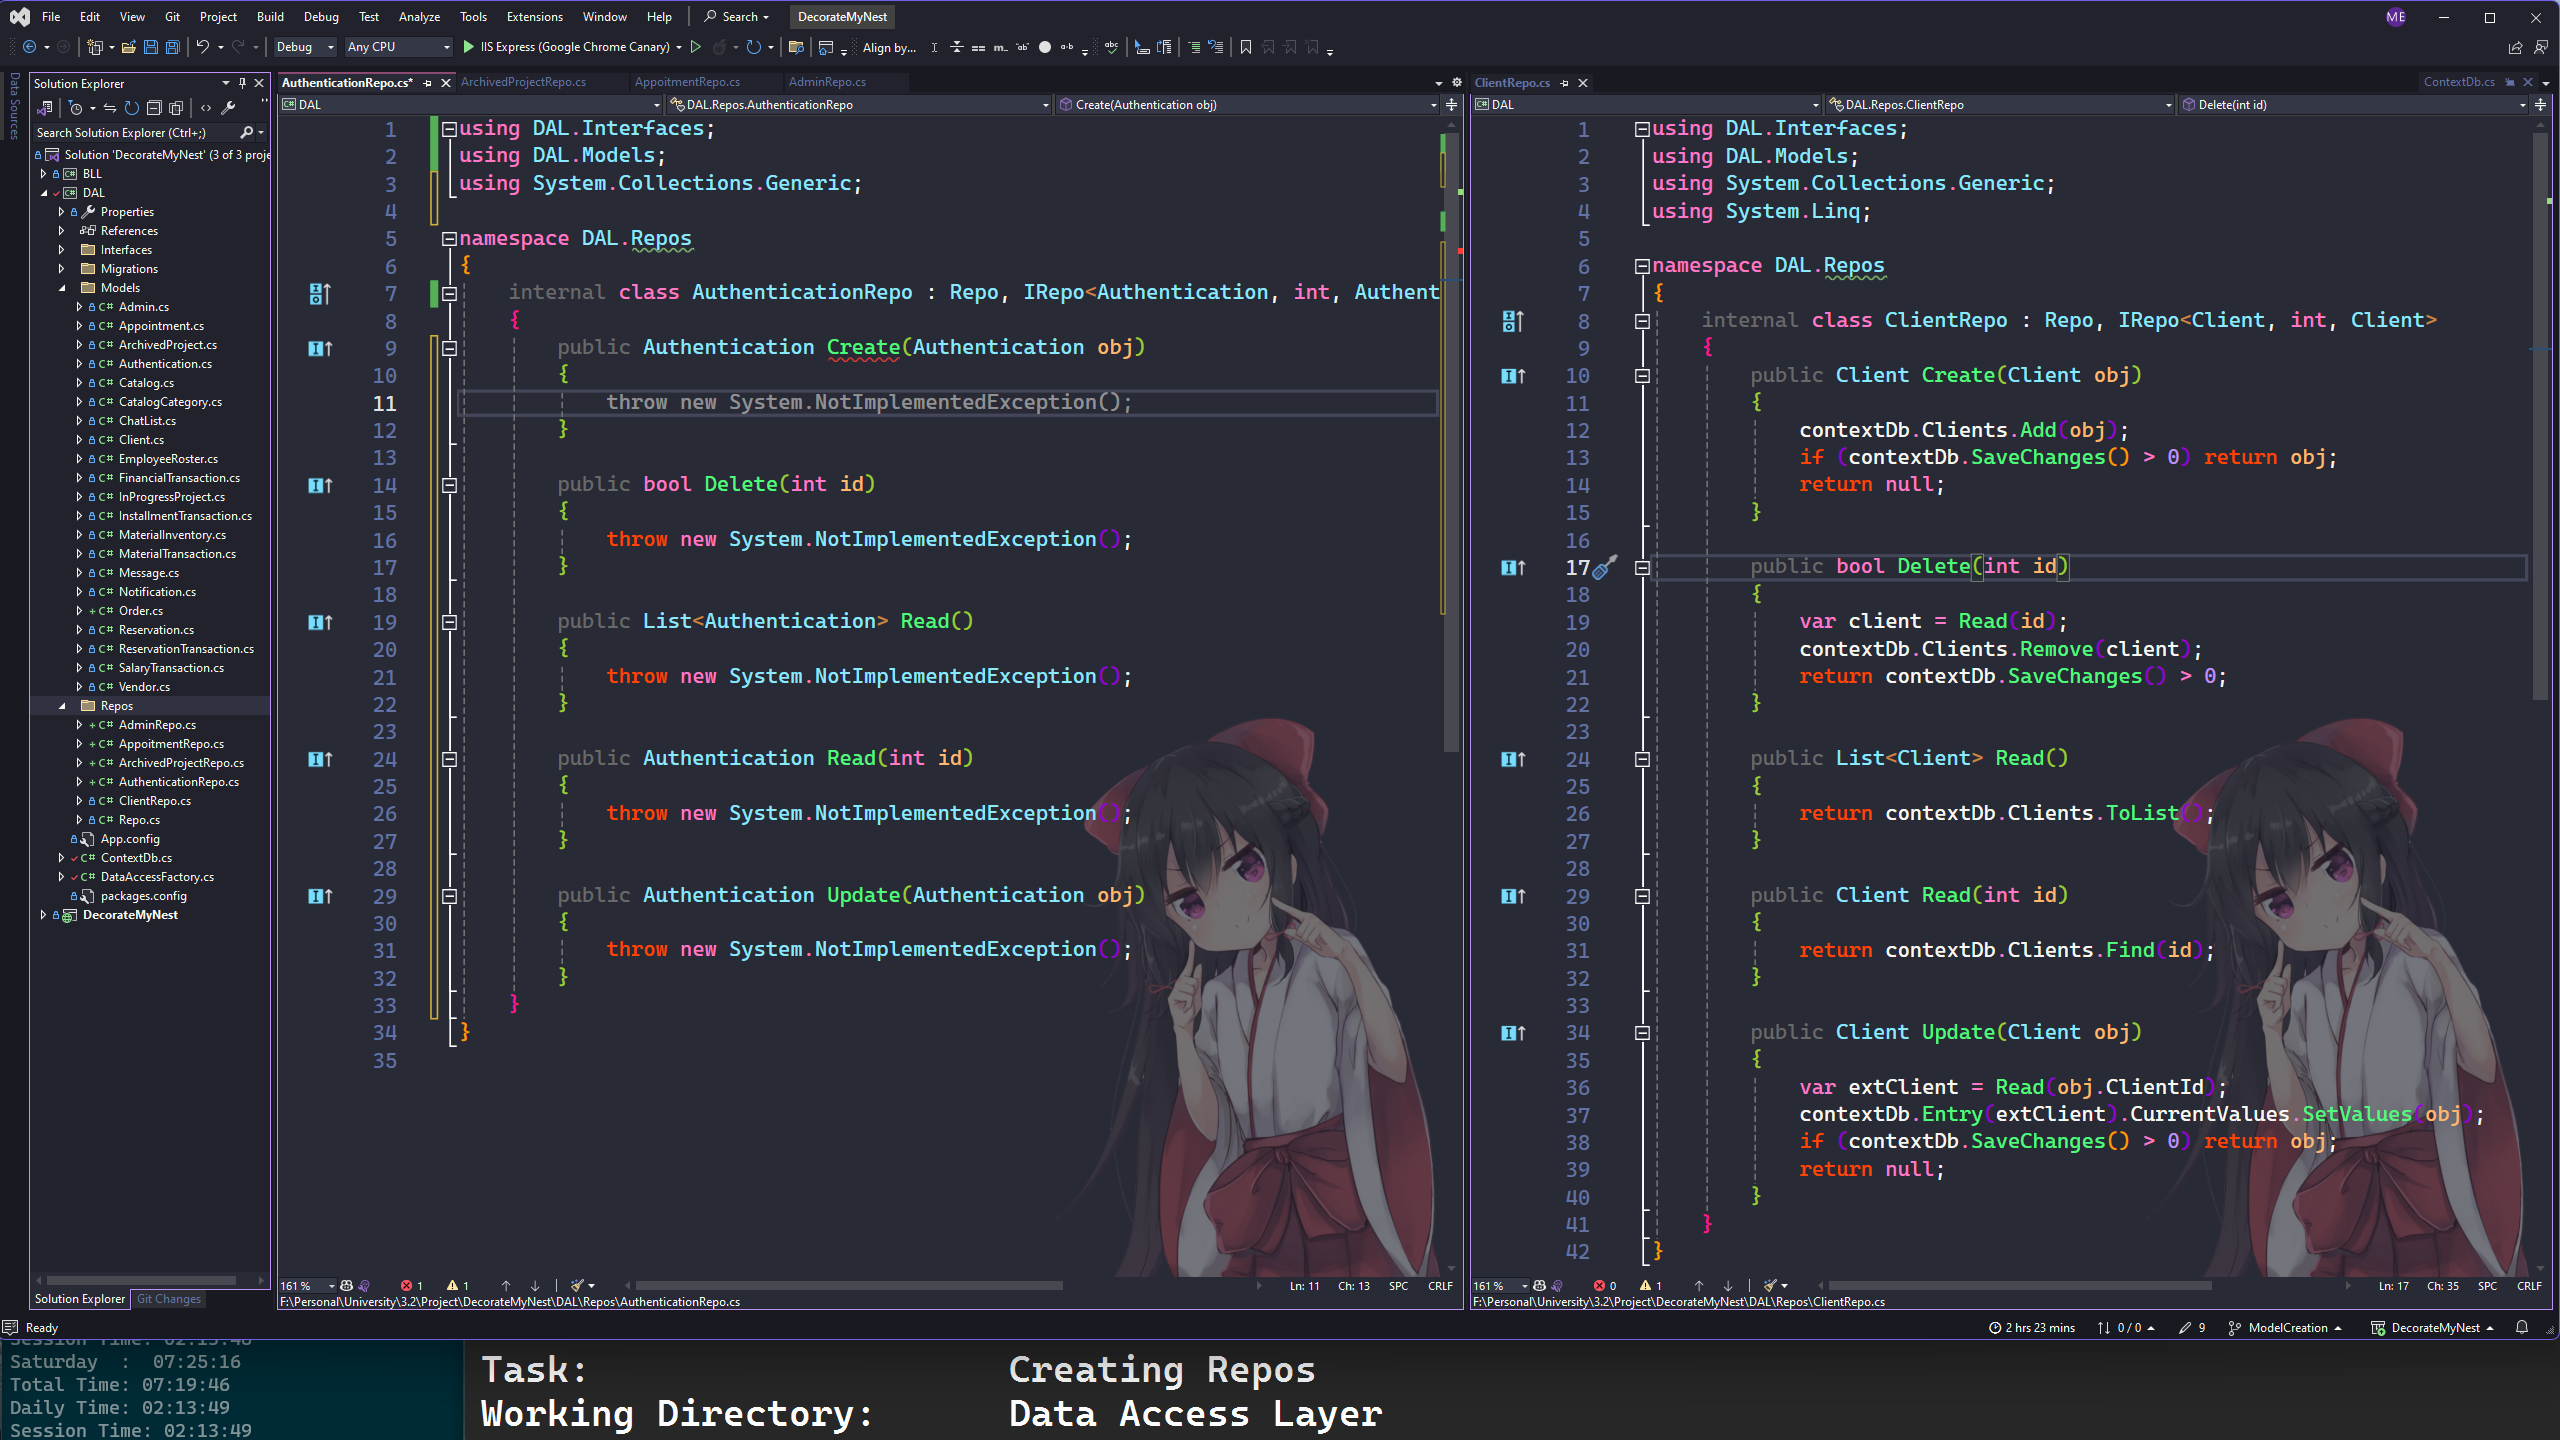 File Edit View Git Project Build Debug Test Analyze Tools Extensions Window Help Search DecorateMyNest ME
Debug Any CPU IIS Express (Google Chrome Canary) Align by...
Data Sources
Solution Explorer
Search Solution Explorer (Ctrl+;)
Solution 'DecorateMyNest' (3 of 3 proje
BLL
DAL
Properties
References
Interfaces
Migrations
Models
Admin.cs
Appointment.cs
ArchivedProject.cs
Authentication.cs
Catalog.cs
CatalogCategory.cs
ChatList.cs
Client.cs
EmployeeRoster.cs
FinancialTransaction.cs
InProgressProject.cs
InstallmentTransaction.cs
MaterialInventory.cs
MaterialTransaction.cs
Message.cs
Notification.cs
Order.cs
Reservation.cs
ReservationTransaction.cs
SalaryTransaction.cs
Vendor.cs
Repos
AdminRepo.cs
AppoitmentRepo.cs
ArchivedProjectRepo.cs
AuthenticationRepo.cs
ClientRepo.cs
Repo.cs
App.config
ContextDb.cs
DataAccessFactory.cs
packages.config
DecorateMyNest
Solution Explorer Git Changes
AuthenticationRepo.cs* ArchivedProjectRepo.cs AppoitmentRepo.cs AdminRepo.cs
DAL DAL.Repos.AuthenticationRepo Create(Authentication obj)
1 using DAL.Interfaces;
2 using DAL.Models;
3 using System.Collections.Generic;
4
5 namespace DAL.Repos
6 {
7 internal class AuthenticationRepo : Repo, IRepo<Authentication, int, Authent
8 {
9 public Authentication Create(Authentication obj)
10 {
11 throw new System.NotImplementedException();
12 }
13
14 public bool Delete(int id)
15 {
16 throw new System.NotImplementedException();
17 }
18
19 public List<Authentication> Read()
20 {
21 throw new System.NotImplementedException();
22 }
23
24 public Authentication Read(int id)
25 {
26 throw new System.NotImplementedException();
27 }
28
29 public Authentication Update(Authentication obj)
30 {
31 throw new System.NotImplementedException();
32 }
33 }
34 }
35
161 % 1 1 Ln: 11 Ch: 13 SPC CRLF
F:\Personal\University\3.2\Project\DecorateMyNest\DAL\Repos\AuthenticationRepo.cs
ClientRepo.cs ContextDb.cs
DAL DAL.Repos.ClientRepo Delete(int id)
1 using DAL.Interfaces;
2 using DAL.Models;
3 using System.Collections.Generic;
4 using System.Linq;
5
6 namespace DAL.Repos
7 {
8 internal class ClientRepo : Repo, IRepo<Client, int, Client>
9 {
10 public Client Create(Client obj)
11 {
12 contextDb.Clients.Add(obj);
13 if (contextDb.SaveChanges() > 0) return obj;
14 return null;
15 }
16
17 public bool Delete(int id)
18 {
19 var client = Read(id);
20 contextDb.Clients.Remove(client);
21 return contextDb.SaveChanges() > 0;
22 }
23
24 public List<Client> Read()
25 {
26 return contextDb.Clients.ToList();
27 }
28
29 public Client Read(int id)
30 {
31 return contextDb.Clients.Find(id);
32 }
33
34 public Client Update(Client obj)
35 {
36 var extClient = Read(obj.ClientId);
37 contextDb.Entry(extClient).CurrentValues.SetValues(obj);
38 if (contextDb.SaveChanges() > 0) return obj;
39 return null;
40 }
41 }
42 }
161 % 0 1 Ln: 17 Ch: 35 SPC CRLF
F:\Personal\University\3.2\Project\DecorateMyNest\DAL\Repos\ClientRepo.cs
Ready 2 hrs 23 mins 0 / 0 9 ModelCreation DecorateMyNest
Session Time: 02:13:48
Saturday : 07:25:16
Total Time: 07:19:46
Daily Time: 02:13:49
Session Time: 02:13:49
Task: Creating Repos
Working Directory: Data Access Layer